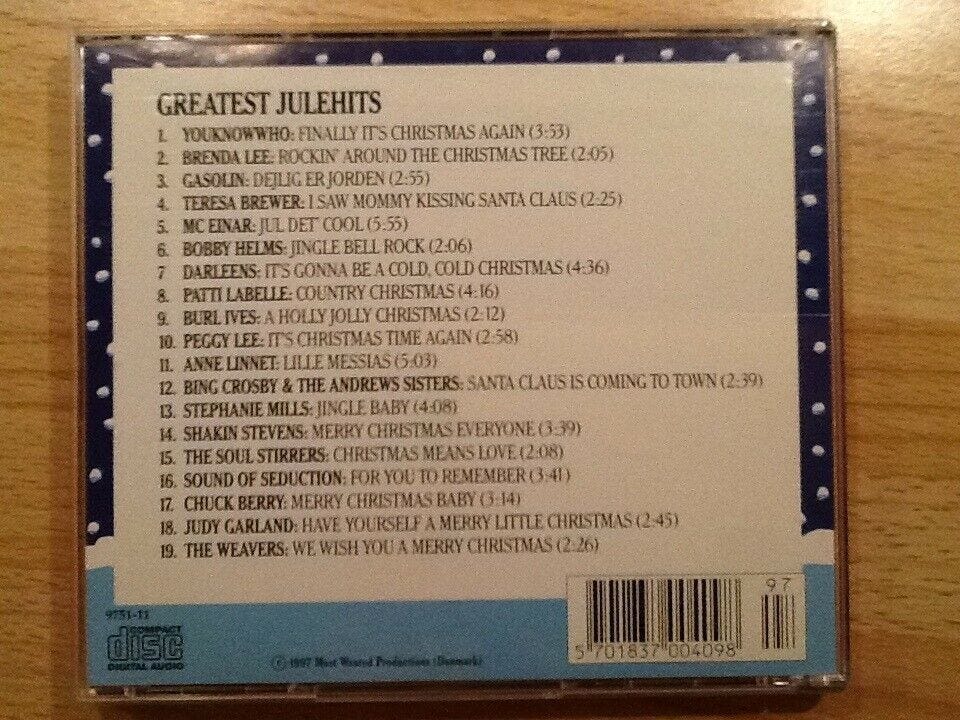 GREATEST JULEHITS
1. YOUKNOWWHO: FINALLY IT'S CHRISTMAS AGAIN (3:53)
2. BRENDA LEE: ROCKIN' AROUND THE CHRISTMAS TREE (2:05)
3. GASOLIN: DEJLIG ER JORDEN (2:55)
4. TERESA BREWER: I SAW MOMMY KISSING SANTA CLAUS (2:25)
5. MC EINAR: JUL DET' COOL (5:55)
6. BOBBY HELMS: JINGLE BELL ROCK (2:06)
7 DARLEENS: IT'S GONNA BE A COLD, COLD CHRISTMAS (4:36)
8. PATTI LABELLE: COUNTRY CHRISTMAS (4:16)
9. BURL IVES: A HOLLY JOLLY CHRISTMAS (2:12)
10. PEGGY LEE: IT'S CHRISTMAS TIME AGAIN (2:58)
11. ANNE LINNET: LILLE MESSIAS (5:03)
12. BING CROSBY & THE ANDREWS SISTERS: SANTA CLAUS IS COMING TO TOWN (2:39)
13. STEPHANIE MILLS: JINGLE BABY (4:08)
14. SHAKIN STEVENS: MERRY CHRISTMAS EVERYONE (3:39)
15. THE SOUL STIRRERS: CHRISTMAS MEANS LOVE (2:08)
16. SOUND OF SEDUCTION: FOR YOU TO REMEMBER (3:41)
17. CHUCK BERRY: MERRY CHRISTMAS BABY (3:14)
18. JUDY GARLAND: HAVE YOURSELF A MERRY LITTLE CHRISTMAS (2:45)
19. THE WEAVERS: WE WISH YOU A MERRY CHRISTMAS (2:26)
9751-11
COMPACT
disc
DIGITAL AUDIO
© 1997 Most Wanted Productions (Denmark)
97
5 701837 004098